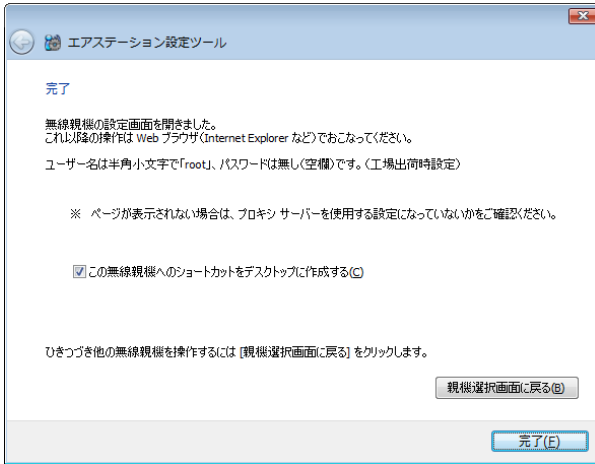 エアステーション設定ツール
完了
無線親機の設定画面を開きました。
これ以降の操作は Web ブラウザ(Internet Explorer など)でおこなってください。
ユーザー名は半角小文字で「root」、パスワードは無し(空欄)です。(工場出荷時設定)
※ ページが表示されない場合は、プロキシ サーバーを使用する設定になっていないかをご確認ください。
この無線親機へのショートカットをデスクトップに作成する(C)
ひきつづき他の無線親機を操作するには [親機選択画面に戻る] をクリックします。
親機選択画面に戻る(B)
完了(F)